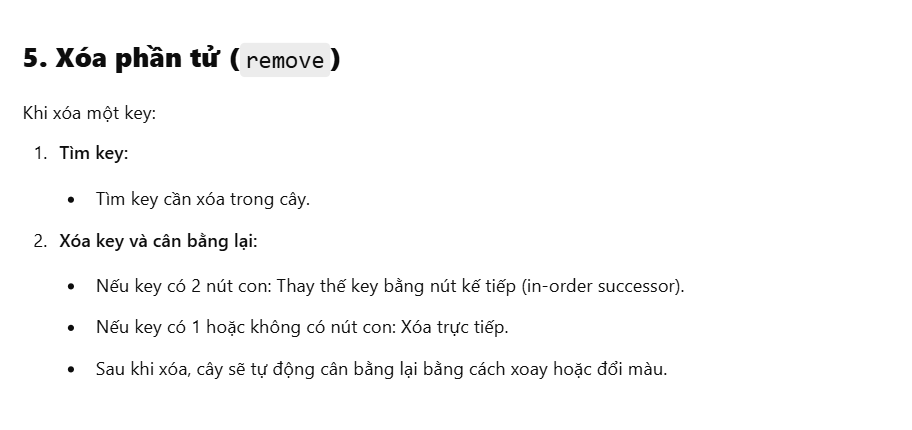 5. Xóa phần tử (remove)
Khi xóa một key:
1. Tìm key:
• Tìm key cần xóa trong cây.
2. Xóa key và cân bằng lại:
• Nếu key có 2 nút con: Thay thế key bằng nút kế tiếp (in-order successor).
• Nếu key có 1 hoặc không có nút con: Xóa trực tiếp.
• Sau khi xóa, cây sẽ tự động cân bằng lại bằng cách xoay hoặc đổi màu.